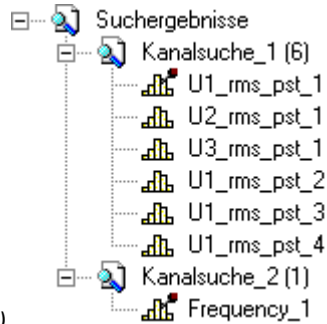 Suchergebnisse
Kanalsuche_1 (6)
U1_rms_pst_1
U2_rms_pst_1
U3_rms_pst_1
U1_rms_pst_2
U1_rms_pst_3
U1_rms_pst_4
Kanalsuche_2 (1)
) Frequency_1